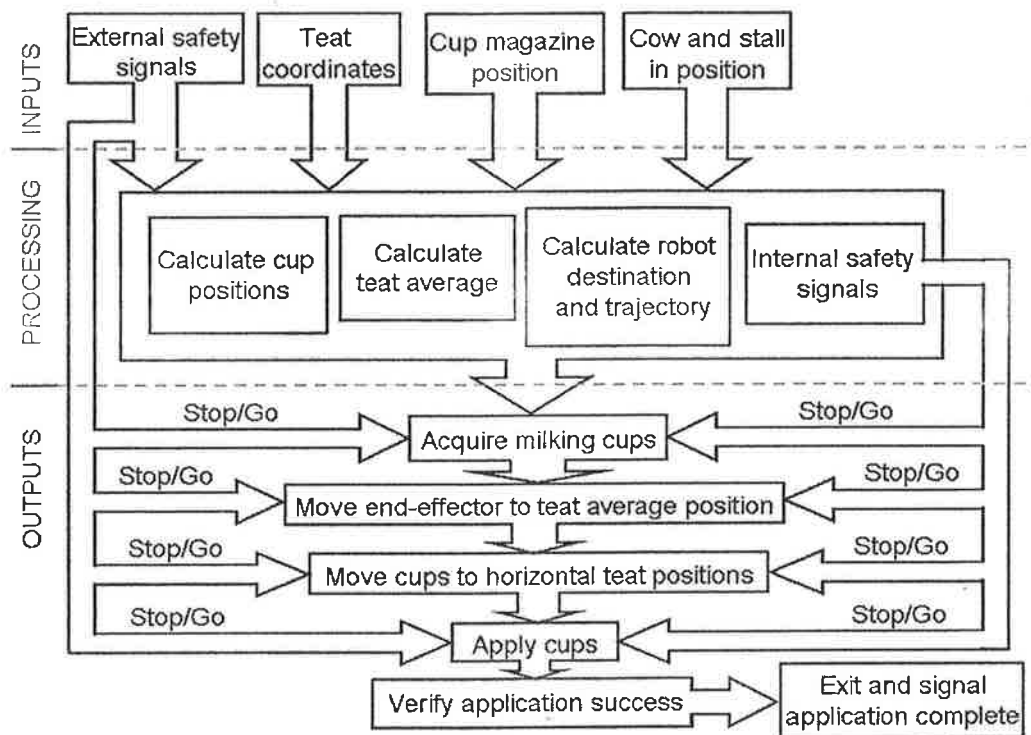 INPUTS
External safety
signals
Teat
coordinates
Cup magazine
position
Cow and stall
in position
PROCESSING
Calculate cup
positions
Calculate
teat average
Calculate robot
destination
and trajectory
Internal safety
signals
OUTPUTS
Stop/Go
Acquire milking cups
Stop/Go
Stop/Go
Move end-effector to teat average position
Stop/Go
Stop/Go
Move cups to horizontal teat positions
Stop/Go
Stop/Go
Apply cups
Stop/Go
Verify application success
Exit and signal
application complete